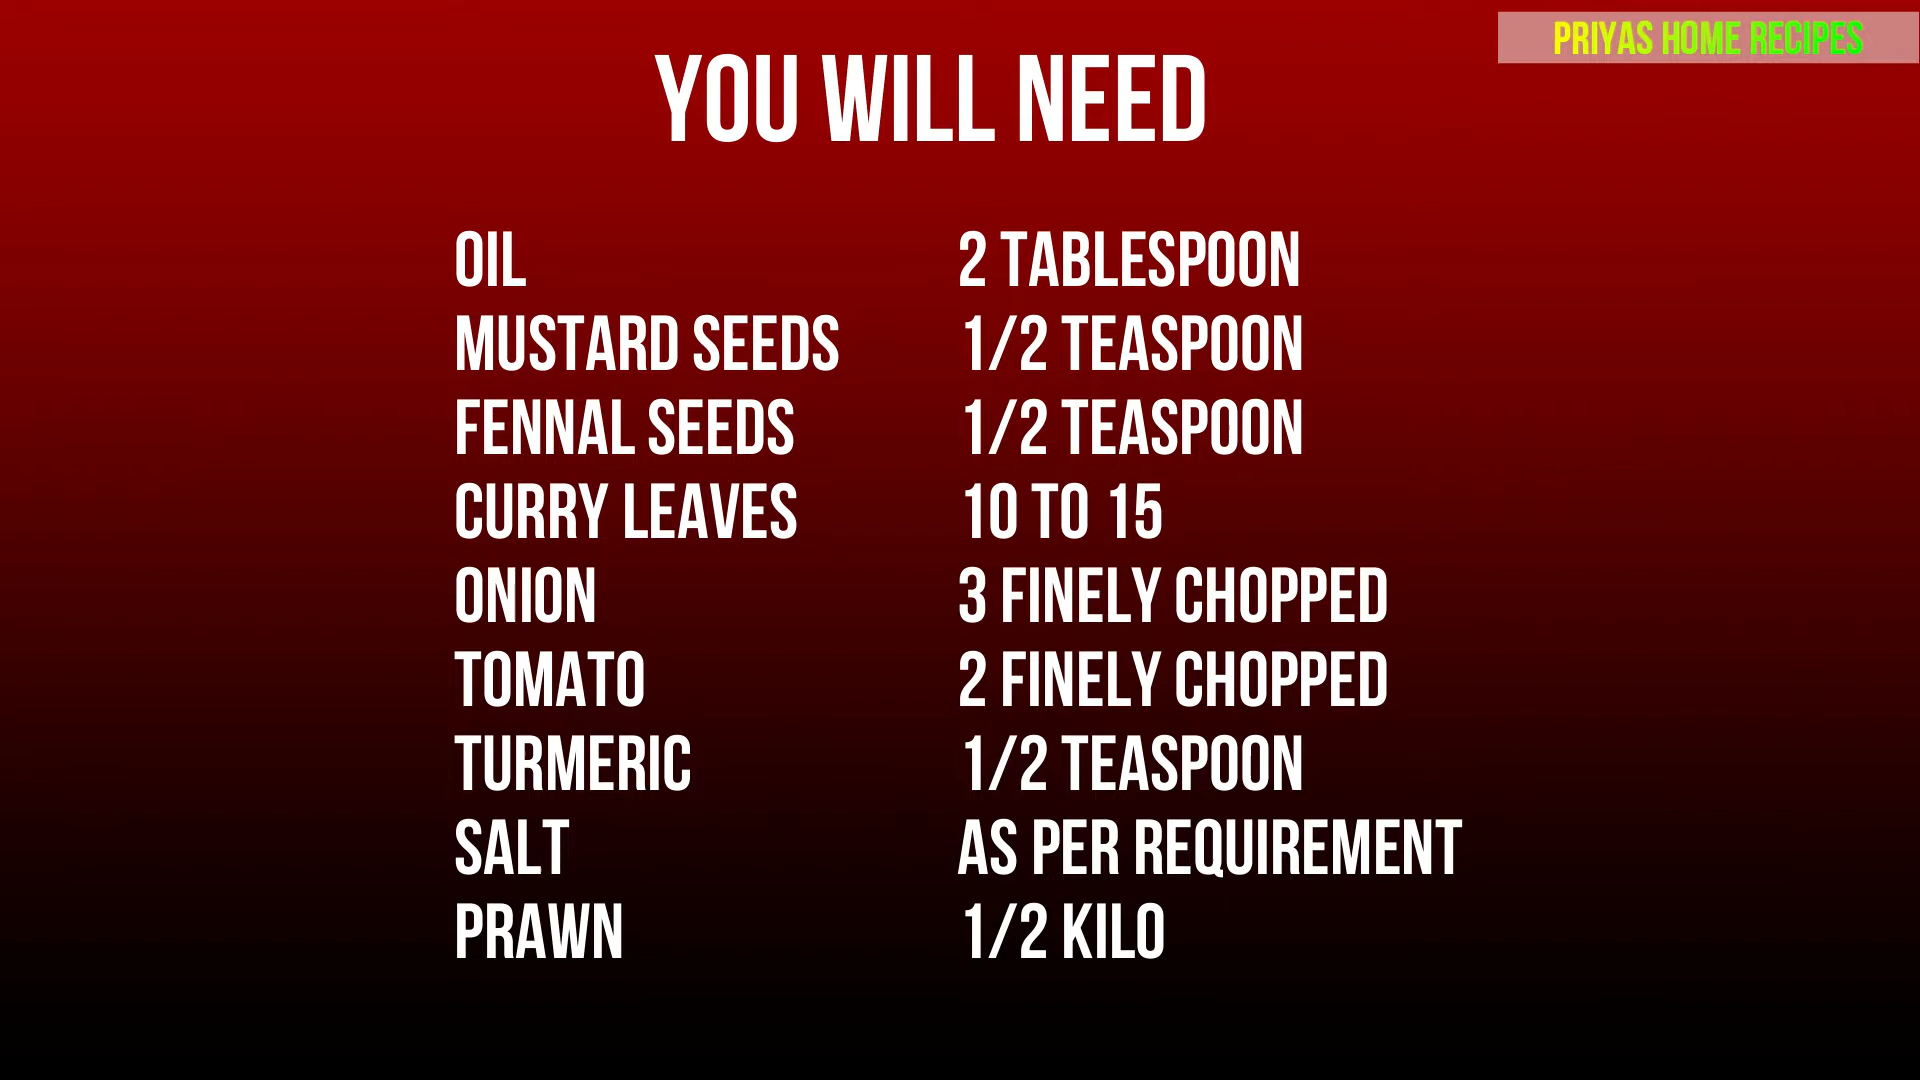 PRIYAS HOME RECIPES
YOU WILL NEED
OIL 2 TABLESPOON
MUSTARD SEEDS 1/2 TEASPOON
FENNAL SEEDS 1/2 TEASPOON
CURRY LEAVES 10 TO 15
ONION 3 FINELY CHOPPED
TOMATO 2 FINELY CHOPPED
TURMERIC 1/2 TEASPOON
SALT AS PER REQUIREMENT
PRAWN 1/2 KILO